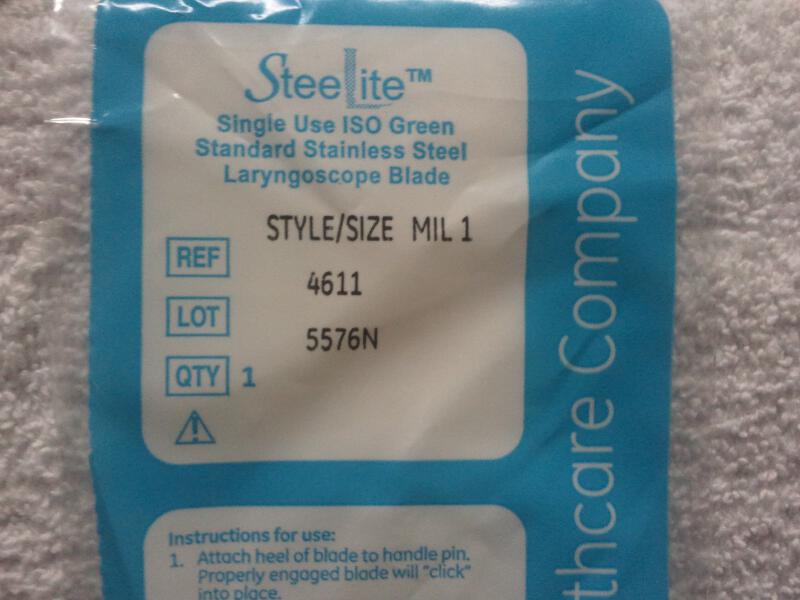 SteeLite™
Single Use ISO Green
Standard Stainless Steel
Laryngoscope Blade
STYLE/SIZE MIL 1
REF
4611
LOT
5576N
QTY 1
Instructions for use:
1. Attach heel of blade to handle pin.
Properly engaged blade will "click"
into place.
thcare Company